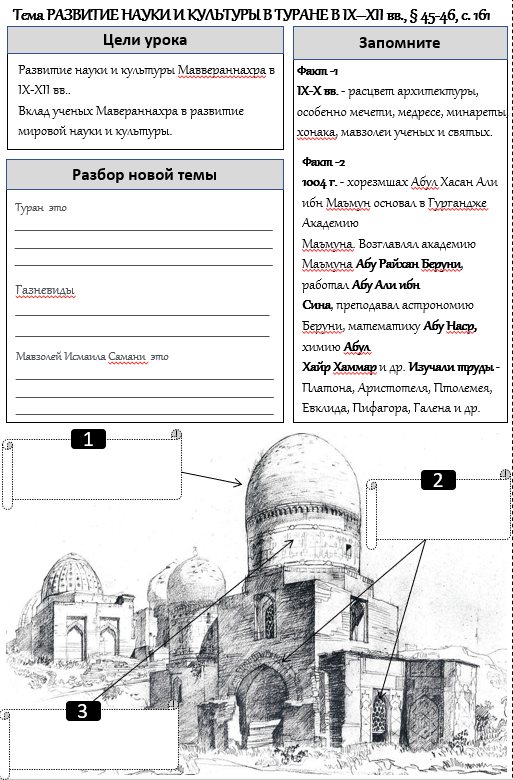 Тема РАЗВИТИЕ НАУКИ И КУЛЬТУРЫ В ТУРАНЕ В IX–XII вв., § 45-46, с. 161
Цели урока
Развитие науки и культуры Маввераннахра в
IX-XII вв..
Вклад ученых Мавераннахра в развитие
мировой науки и культуры.
Разбор новой темы
Туран это
Газневиды
Мавзолей Исмаила Самани это
Запомните
Факт -1
IX-X вв. - расцвет архитектуры,
особенно мечети, медресе, минареты,
хонака, мавзолеи ученых и святых.
Факт -2
1004 г. - хорезмшах Абул Хасан Али
ибн Маъмун основал в Гургандже
Академию
Маъмуна. Возглавлял академию
Маъмуна Абу Райхан Беруни,
работал Абу Али ибн
Сина, преподавал астрономию
Беруни, математику Абу Наср,
химию Абул
Хайр Хаммар и др. Изучали труды -
Платона, Аристотеля, Птолемея,
Евклида, Пифагора, Галена и др.
1
2
3